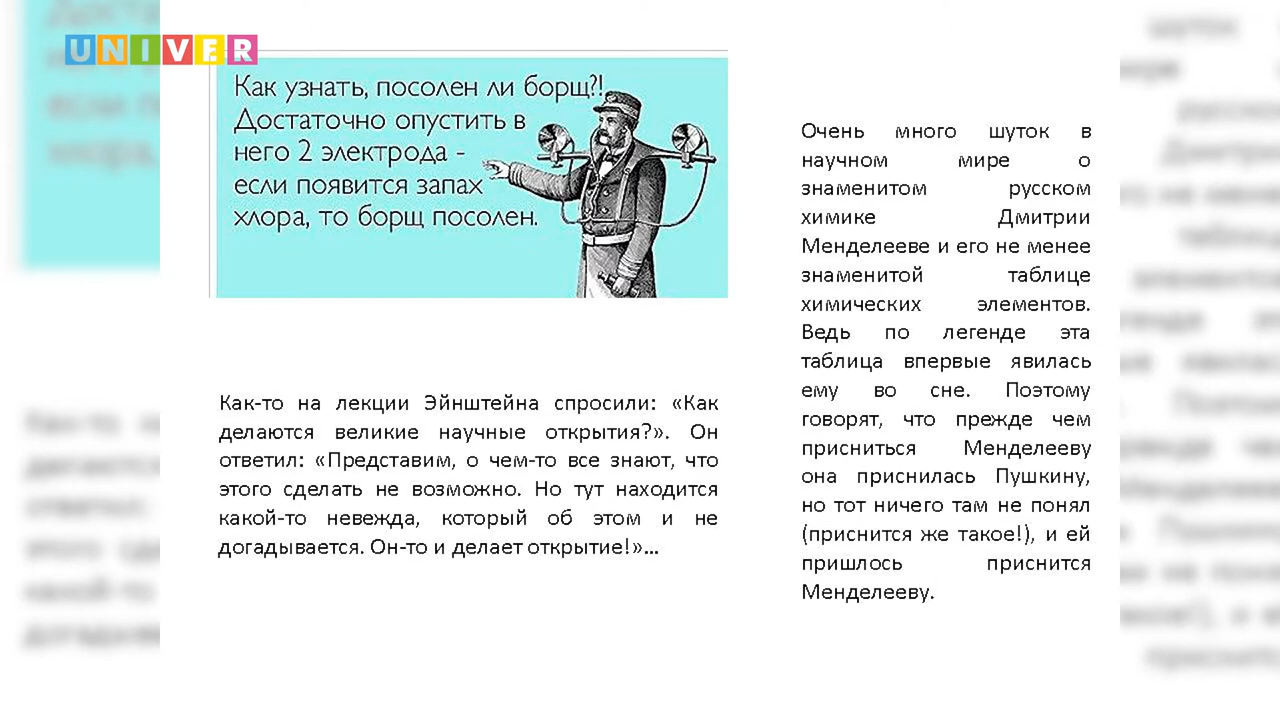 UNIVER
Как узнать, посолен ли борщ?!
Достаточно опустить в
него 2 электрода -
если появится запах
хлора, то борщ посолен.
Как-то на лекции Эйнштейна спросили: «Как
делаются великие научные открытия?». Он
ответил: «Представим, о чем-то все знают, что
этого сделать не возможно. Но тут находится
какой-то невежда, который об этом и не
догадывается. Он-то и делает открытие!»...
Очень много шуток в
научном мире о
знаменитом русском
химике Дмитрии
Менделееве и его не менее
знаменитой таблице
химических элементов.
Ведь по легенде эта
таблица впервые явилась
ему во сне. Поэтому
говорят, что прежде чем
присниться Менделееву
она приснилась Пушкину,
но тот ничего там не понял
(приснится же такое!), и ей
пришлось приснится
Менделееву.